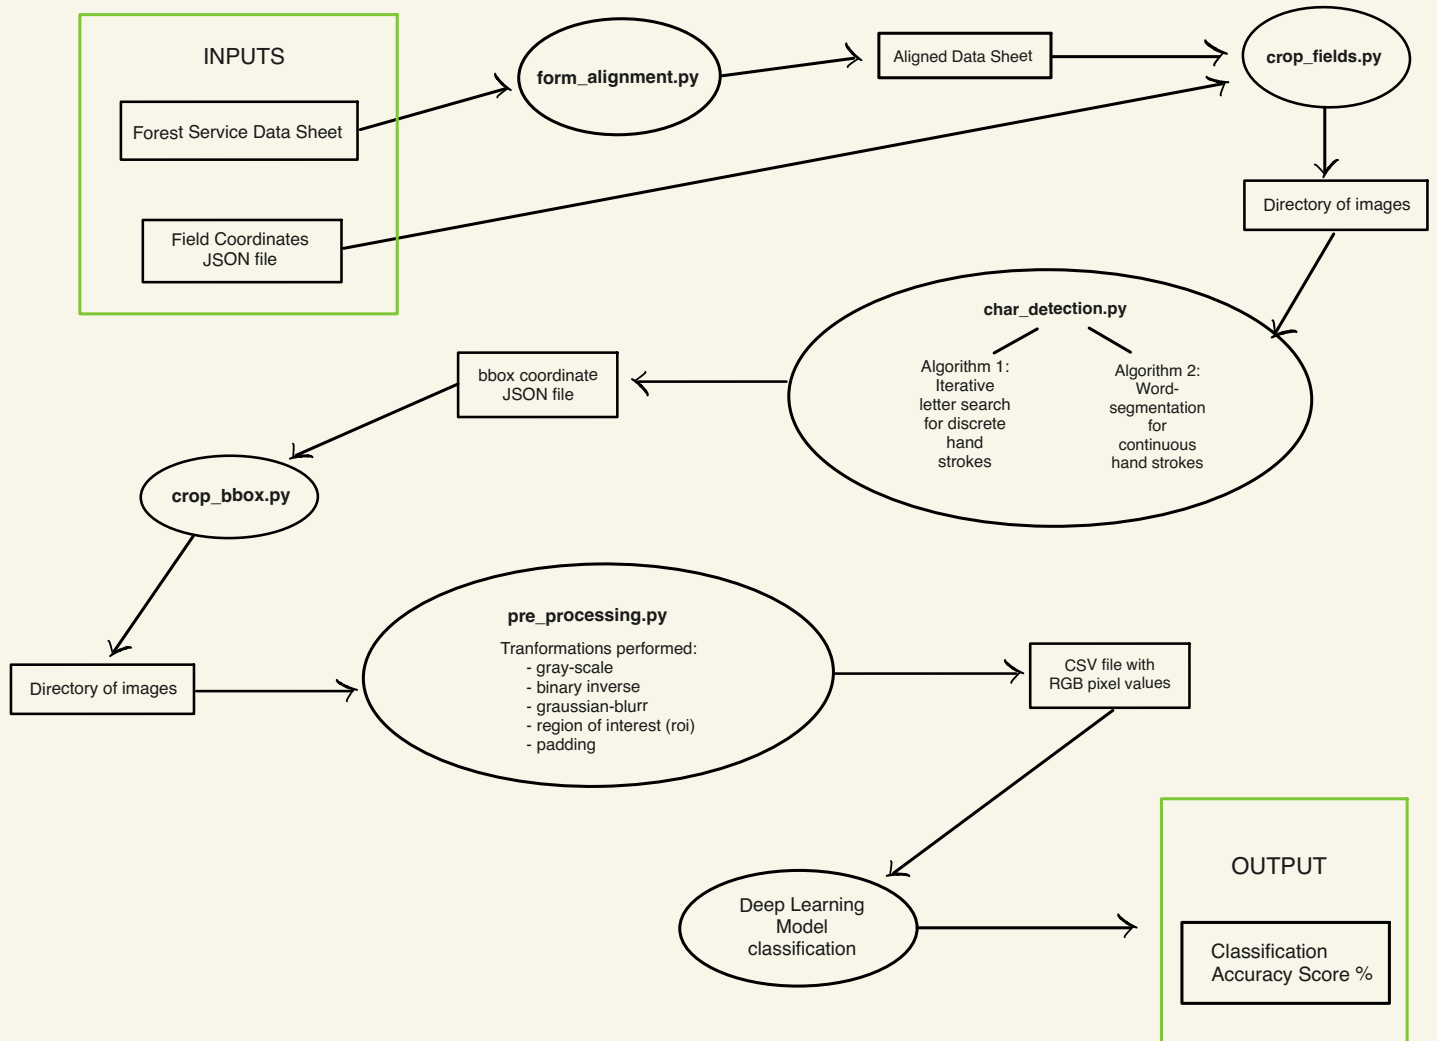 INPUTS
Forest Service Data Sheet
Field Coordinates
JSON file
form_alignment.py
Aligned Data Sheet
crop_fields.py
Directory of images
char_detection.py
Algorithm 1:
Iterative
letter search
for discrete
hand
strokes
Algorithm 2:
Word-
segmentation
for
continuous
hand strokes
bbox coordinate
JSON file
crop_bbox.py
Directory of images
pre_processing.py
Tranformations performed:
- gray-scale
- binary inverse
- graussian-blurr
- region of interest (roi)
- padding
CSV file with
RGB pixel values
Deep Learning
Model
classification
OUTPUT
Classification
Accuracy Score %